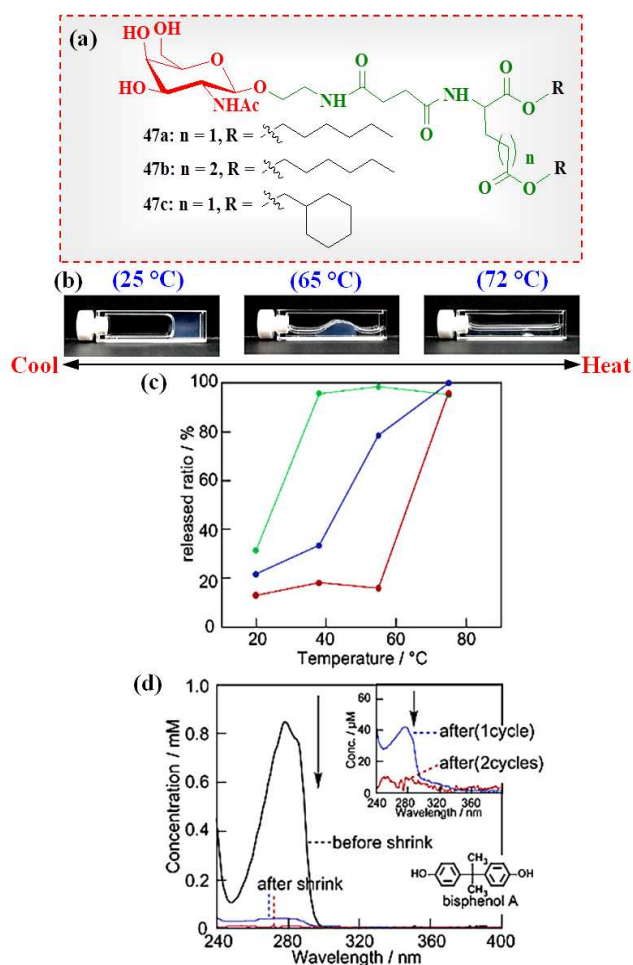 (a)
HO OH
O
HO
NHAc
O
NH
O
O
H
N
O
O
R
n
O
O
R
47a: n = 1, R =
47b: n = 2, R =
47c: n = 1, R =
(b) (25 °C) (65 °C) (72 °C)
Cool Heat
(c)
100
80
60
40
20
0
released ratio / %
20 40 60 80
Temperature / °C
(d)
1.0
0.8
0.6
0.4
0.2
0
Concentration / mM
60
40
20
0
Conc. / µM
after(1cycle)
after(2cycles)
240 280 320 360
Wavelength / nm
before shrink
after shrink
HO
CH3
CH3
OH
bisphenol A
240 280 320 360 400
Wavelength / nm